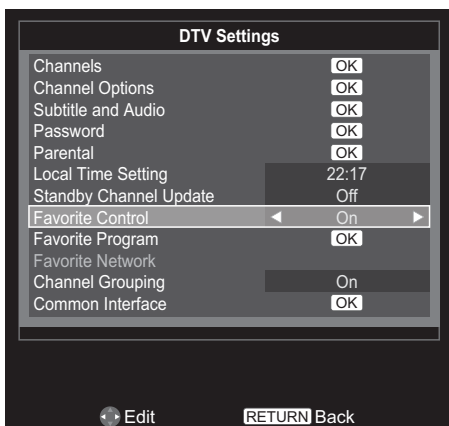 DTV Settings
Channels OK
Channel Options OK
Subtitle and Audio OK
Password OK
Parental OK
Local Time Setting 22:17
Standby Channel Update Off
Favorite Control On
Favorite Program OK
Favorite Network
Channel Grouping On
Common Interface OK
Edit RETURN Back